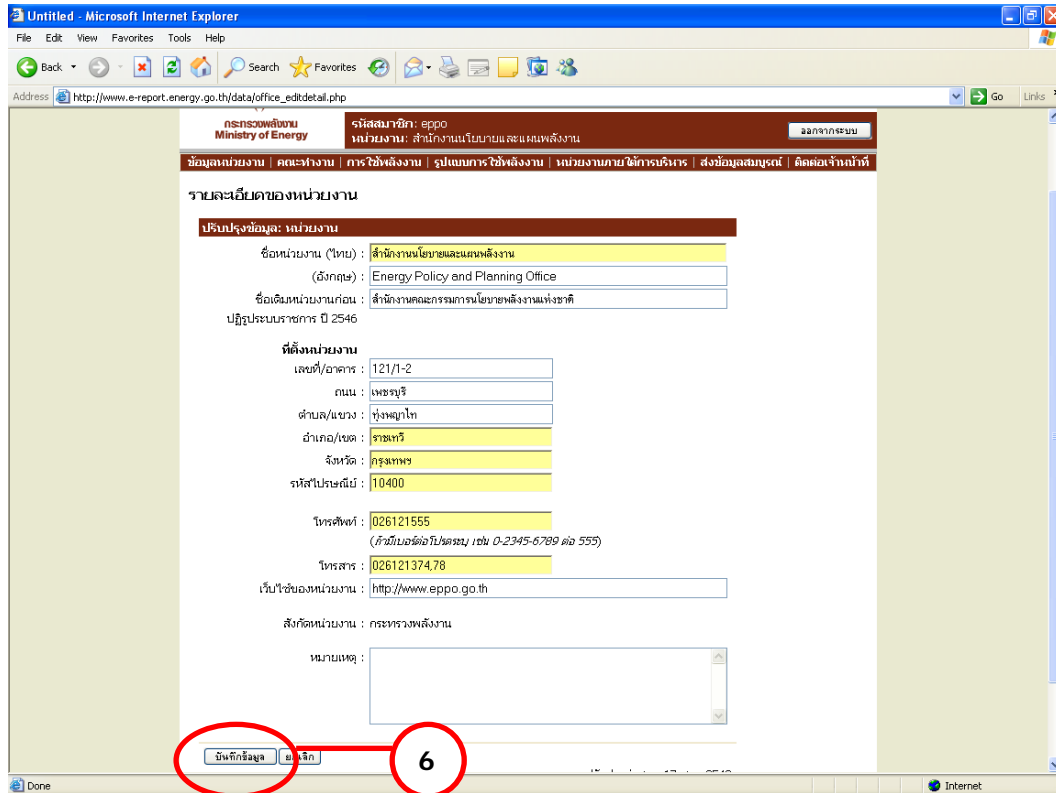 Untitled - Microsoft Internet Explorer
File Edit View Favorites Tools Help
Back Search Favorites
Address http://www.e-report.energy.go.th/data/office_editdetail.php Go Links
กระทรวงพลังงาน
Ministry of Energy
รหัสสมาชิก: eppo
หน่วยงาน: สำนักงานนโยบายและแผนพลังงาน
ออกจากระบบ
ข้อมูลหน่วยงาน | คณะทำงาน | การใช้พลังงาน | รูปแบบการใช้พลังงาน | หน่วยงานภายใต้การบริหาร | ส่งข้อมูลสมบูรณ์ | ติดต่อเจ้าหน้าที่
รายละเอียดของหน่วยงาน
ปรับปรุงข้อมูล: หน่วยงาน
ชื่อหน่วยงาน (ไทย) : สำนักงานนโยบายและแผนพลังงาน
(อังกฤษ) : Energy Policy and Planning Office
ชื่อเดิมหน่วยงานก่อน : สำนักงานคณะกรรมการนโยบายพลังงานแห่งชาติ
ปฏิรูประบบราชการ ปี 2546
ที่ตั้งหน่วยงาน
เลขที่/อาคาร : 121/1-2
ถนน : เพชรบุรี
ตำบล/แขวง : ทุ่งพญาไท
อำเภอ/เขต : ราชเทวี
จังหวัด : กรุงเทพฯ
รหัสไปรษณีย์ : 10400
โทรศัพท์ : 026121555
(ถ้ามีเบอร์ต่อโปรดระบุ เช่น 0-2345-6789 ต่อ 555)
โทรสาร : 026121374,78
เว็บไซ้ของหน่วยงาน : http://www.eppo.go.th
สังกัดหน่วยงาน : กระทรวงพลังงาน
หมายเหตุ :
บันทึกข้อมูล ยกเลิก
6
Done Internet